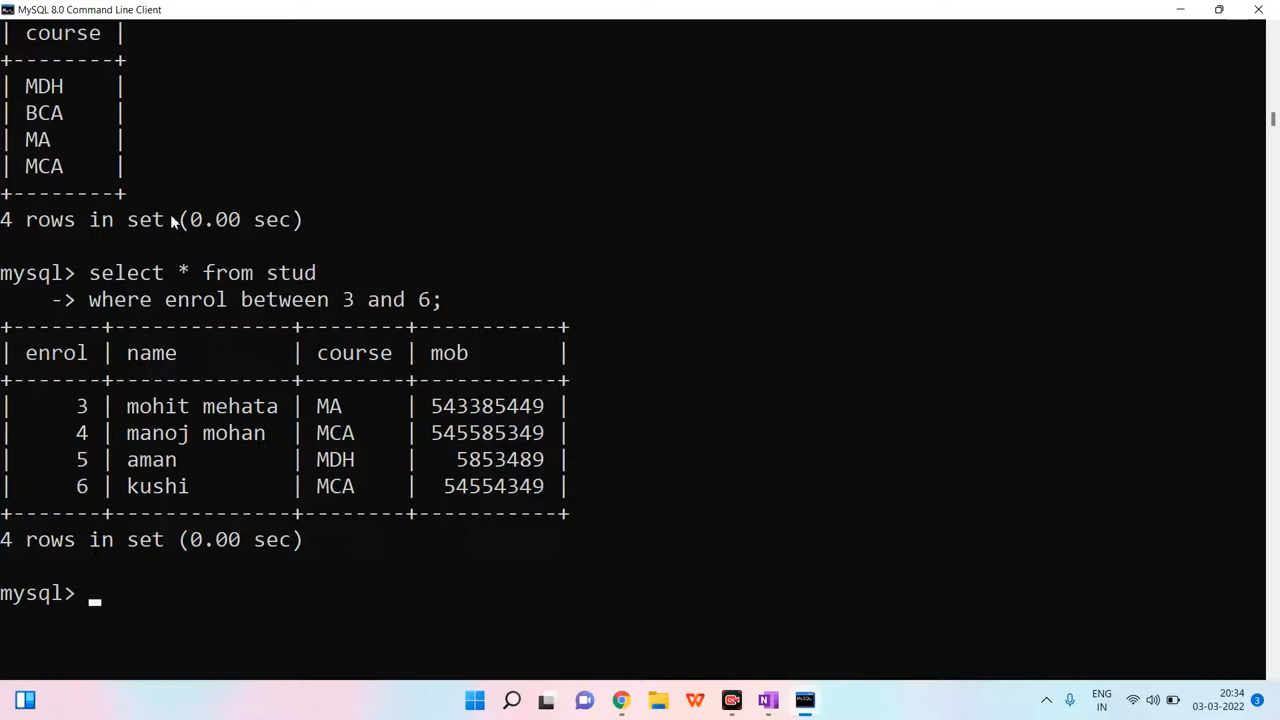 MySQL 8.0 Command Line Client
| course |
+--------+
| MDH    |
| BCA    |
| MA     |
| MCA    |
+--------+
4 rows in set (0.00 sec)
mysql> select * from stud
    -> where enrol between 3 and 6;
+-------+--------------+--------+-----------+
| enrol | name         | course | mob       |
+-------+--------------+--------+-----------+
|     3 | mohit mehata | MA     | 543385449 |
|     4 | manoj mohan  | MCA    | 545585349 |
|     5 | aman         | MDH    |   5853489 |
|     6 | kushi        | MCA    |  54554349 |
+-------+--------------+--------+-----------+
4 rows in set (0.00 sec)
mysql> _
ENG 20:34
IN 03-03-2022 3